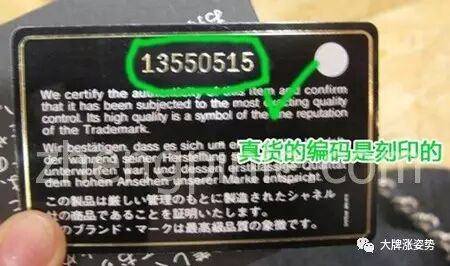 13550515
We certify the authenticity of this item and confirm
that it has been subjected to the most exacting quality
control. Its high quality is a symbol of the fine reputation
of the Trademark.
真货的编码是刻印的
Wir bestätigen, dass es sich um
der während seiner Herstellung
unterworfen war und dessen erstklassige
dem hohen Ansehen unserer Marke entspricht.
この製品は厳しい管理のもとに製造されたシャネル
社の商品であることを証明いたします。
このブランド・マークは最高級品質の象徴です。
大牌涨姿势